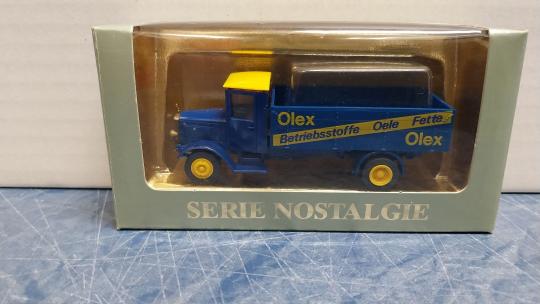 Olex
Betriebsstoffe Oele Fette
Olex
SERIE NOSTALGIE